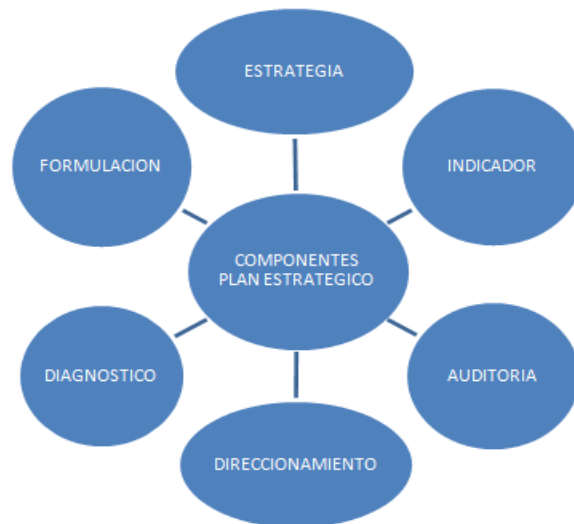 ESTRATEGIA
FORMULACION
INDICADOR
COMPONENTES
PLAN ESTRATEGICO
DIAGNOSTICO
AUDITORIA
DIRECCIONAMIENTO